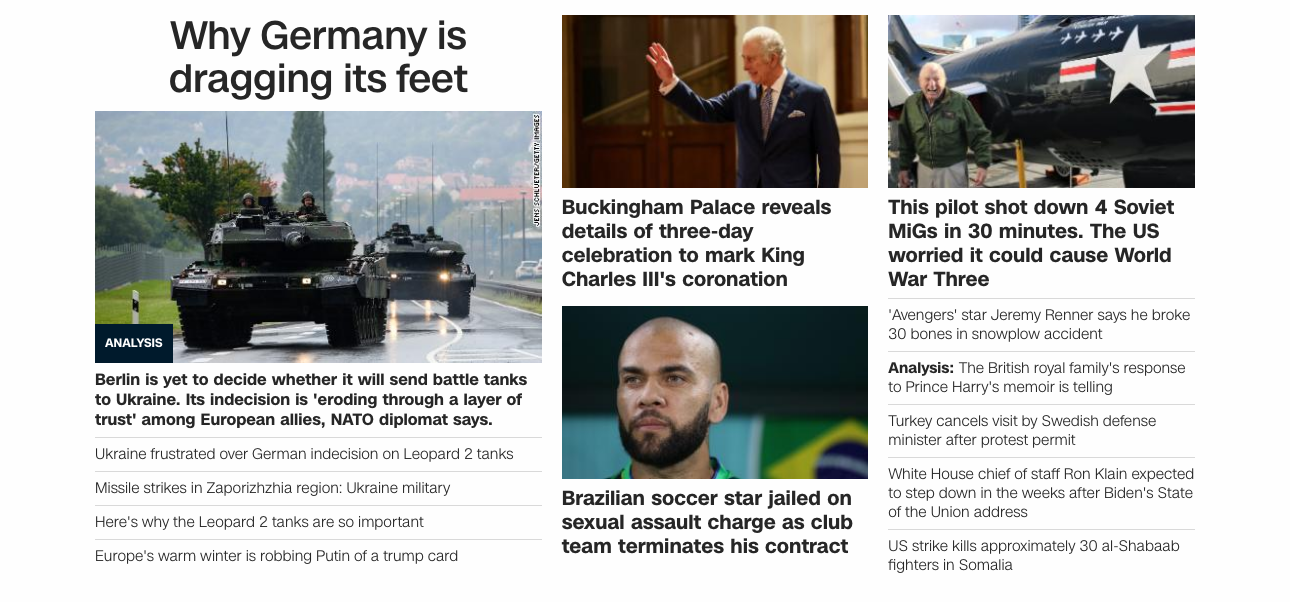 Why Germany is
dragging its feet
JENS SCHLUETER/GETTY IMAGES
ANALYSIS
Berlin is yet to decide whether it will send battle tanks
to Ukraine. Its indecision is 'eroding through a layer of
trust' among European allies, NATO diplomat says.
Ukraine frustrated over German indecision on Leopard 2 tanks
Missile strikes in Zaporizhzhia region: Ukraine military
Here's why the Leopard 2 tanks are so important
Europe's warm winter is robbing Putin of a trump card
Buckingham Palace reveals
details of three-day
celebration to mark King
Charles III's coronation
Brazilian soccer star jailed on
sexual assault charge as club
team terminates his contract
This pilot shot down 4 Soviet
MiGs in 30 minutes. The US
worried it could cause World
War Three
'Avengers' star Jeremy Renner says he broke
30 bones in snowplow accident
Analysis: The British royal family's response
to Prince Harry's memoir is telling
Turkey cancels visit by Swedish defense
minister after protest permit
White House chief of staff Ron Klain expected
to step down in the weeks after Biden's State
of the Union address
US strike kills approximately 30 al-Shabaab
fighters in Somalia